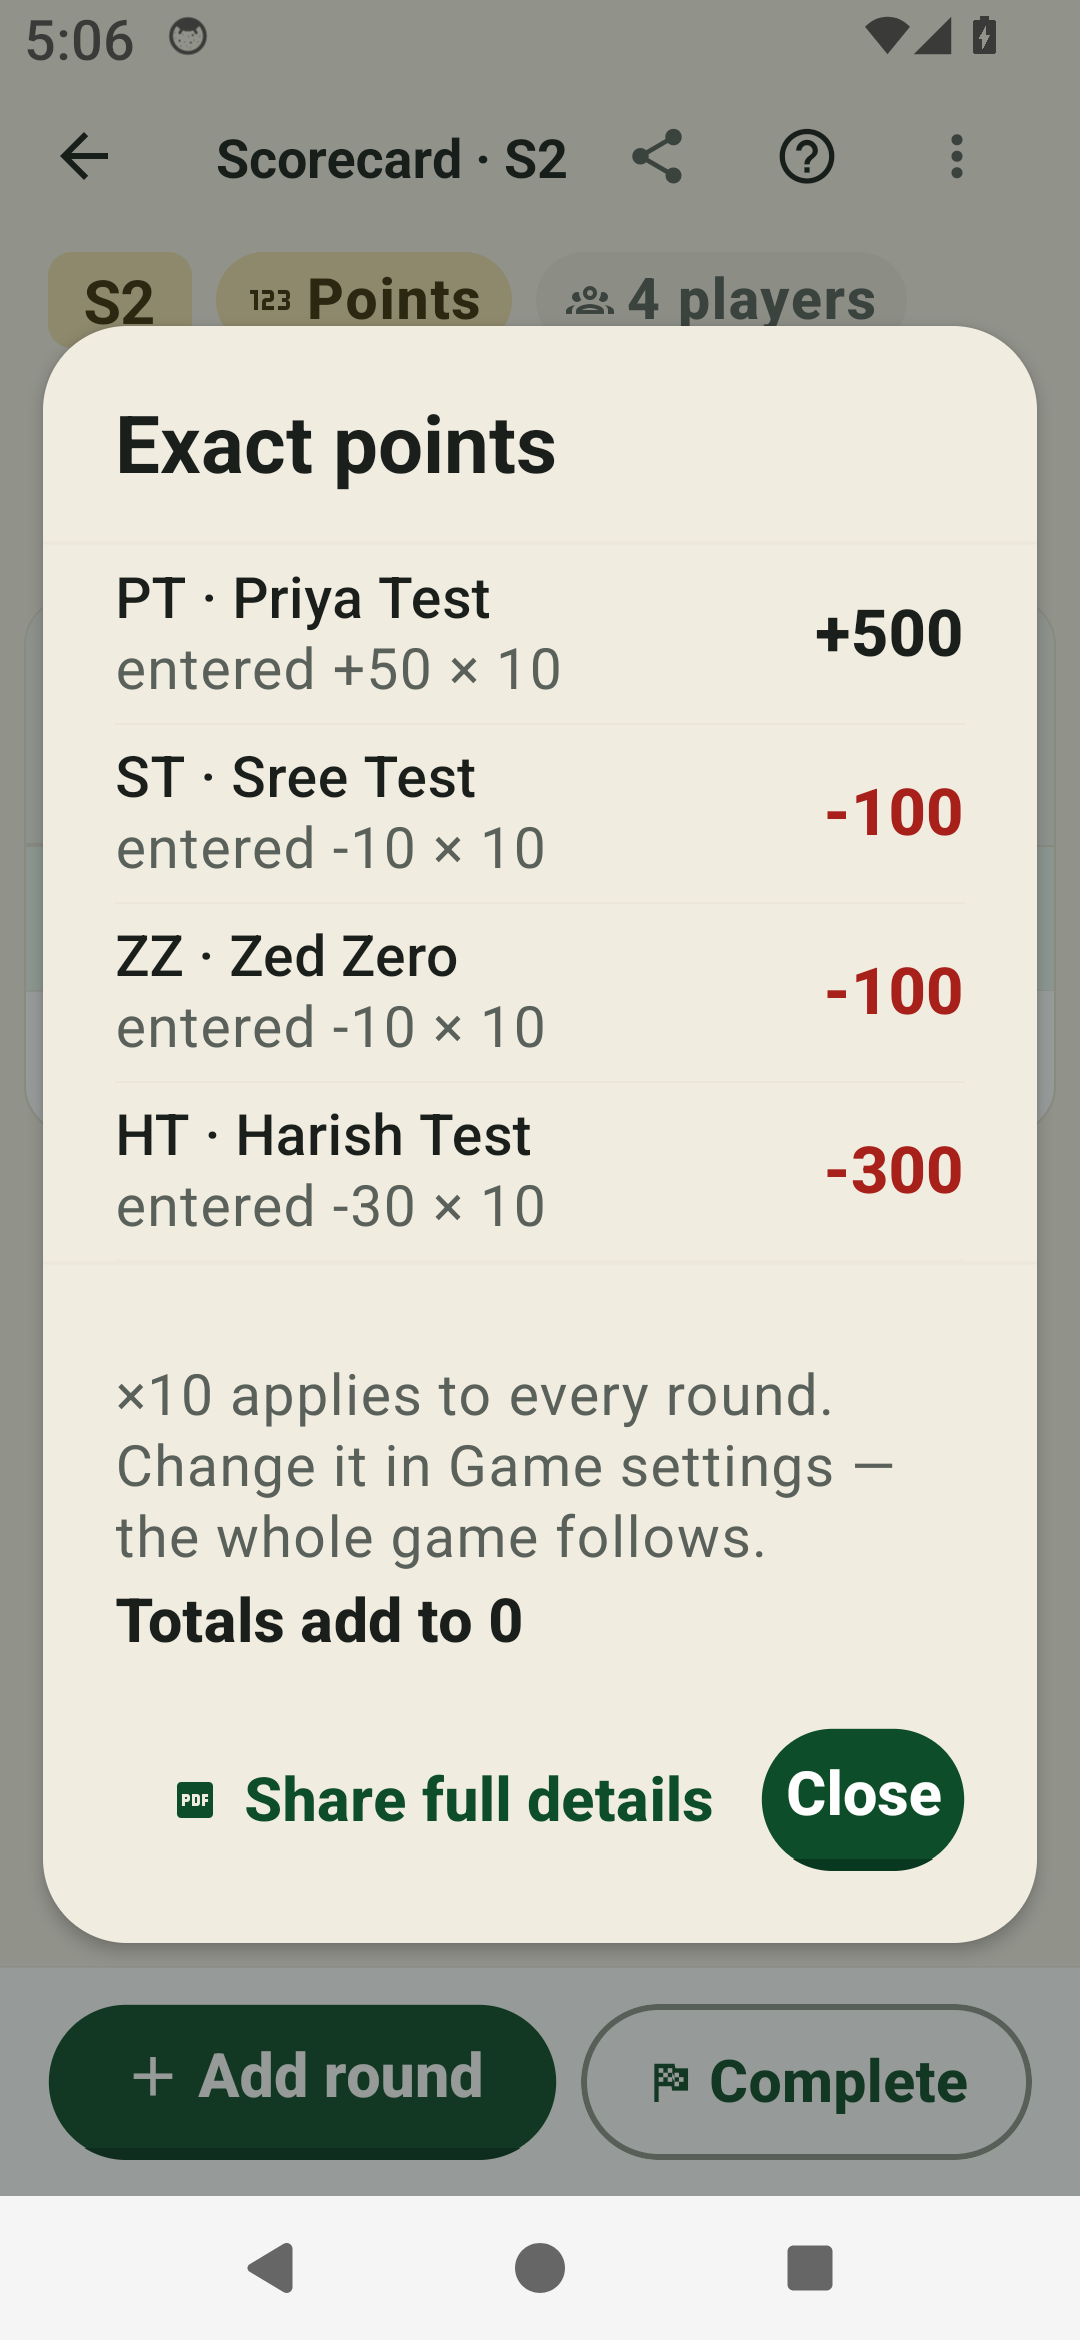 5:06
Scorecard · S2
S2
123 Points
4 players
Exact points
PT · Priya Test
entered +50 × 10
+500
ST · Sree Test
entered -10 × 10
-100
ZZ · Zed Zero
entered -10 × 10
-100
HT · Harish Test
entered -30 × 10
-300
×10 applies to every round.
Change it in Game settings —
the whole game follows.
Totals add to 0
PDF Share full details
Close
+ Add round
Complete